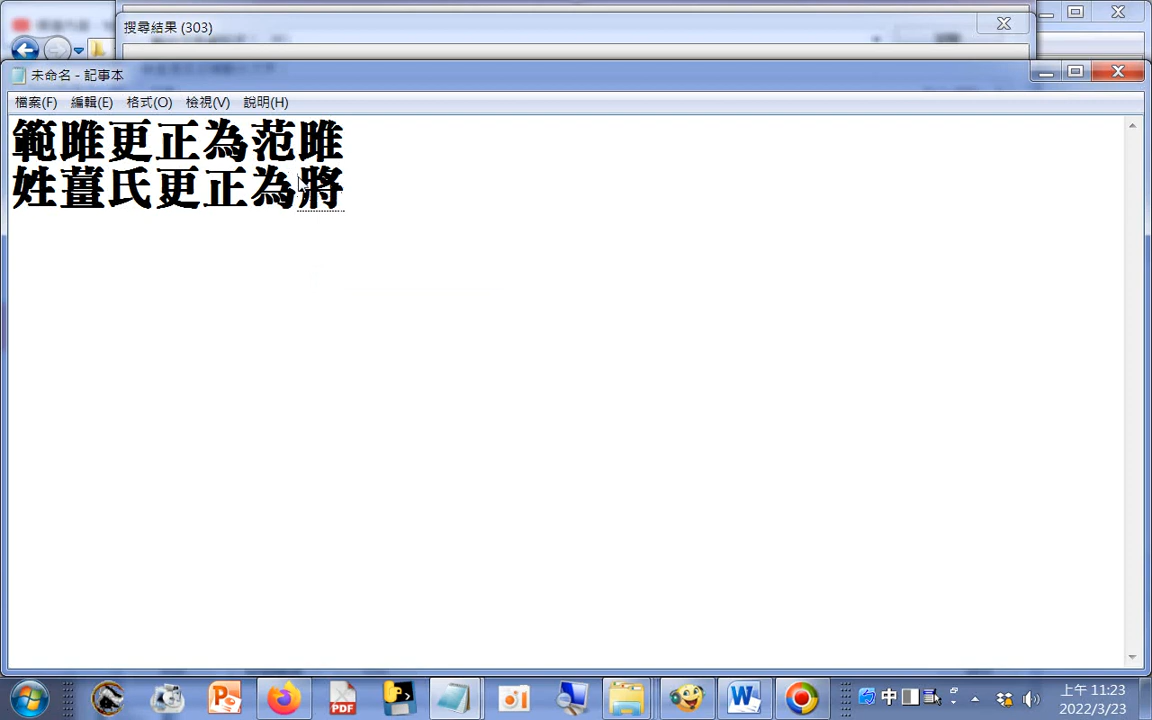 搜尋結果 (303)
未命名 - 記事本
檔案(F) 編輯(E) 格式(O) 檢視(V) 說明(H)
範雎更正為范雎
姓薑氏更正為將
中
上午 11:23
2022/3/23